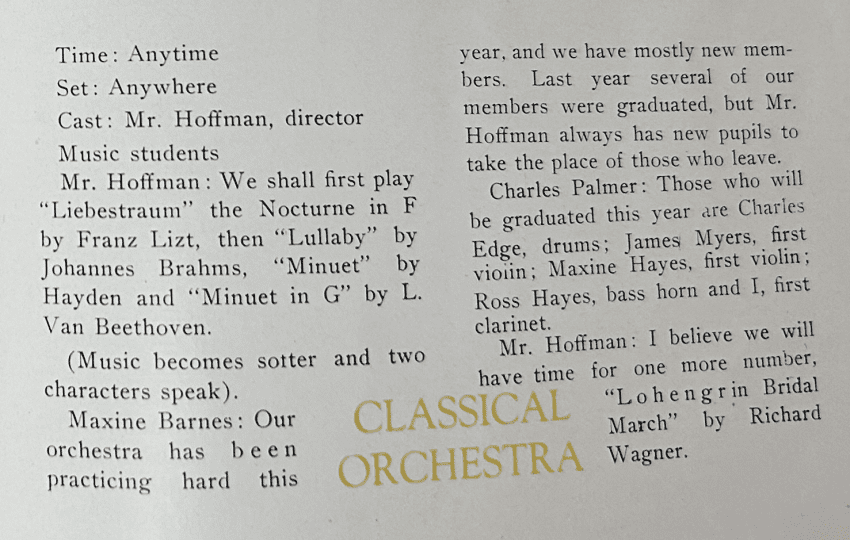 Time: Anytime
Set: Anywhere
Cast: Mr. Hoffman, director
Music students
Mr. Hoffman: We shall first play
“Liebestraum” the Nocturne in F
by Franz Lizt, then “Lullaby” by
Johannes Brahms, “Minuet” by
Hayden and “Minuet in G” by L.
Van Beethoven.
(Music becomes sotter and two
characters speak).
Maxine Barnes: Our
orchestra has been
practicing hard this
year, and we have mostly new mem-
bers. Last year several of our
members were graduated, but Mr.
Hoffman always has new pupils to
take the place of those who leave.
Charles Palmer: Those who will
be graduated this year are Charles
Edge, drums; James Myers, first
violin; Maxine Hayes, first violin;
Ross Hayes, bass horn and I, first
clarinet.
Mr. Hoffman: I believe we will
have time for one more number,
“Lohengrin Bridal
March” by Richard
Wagner.
CLASSICAL
ORCHESTRA